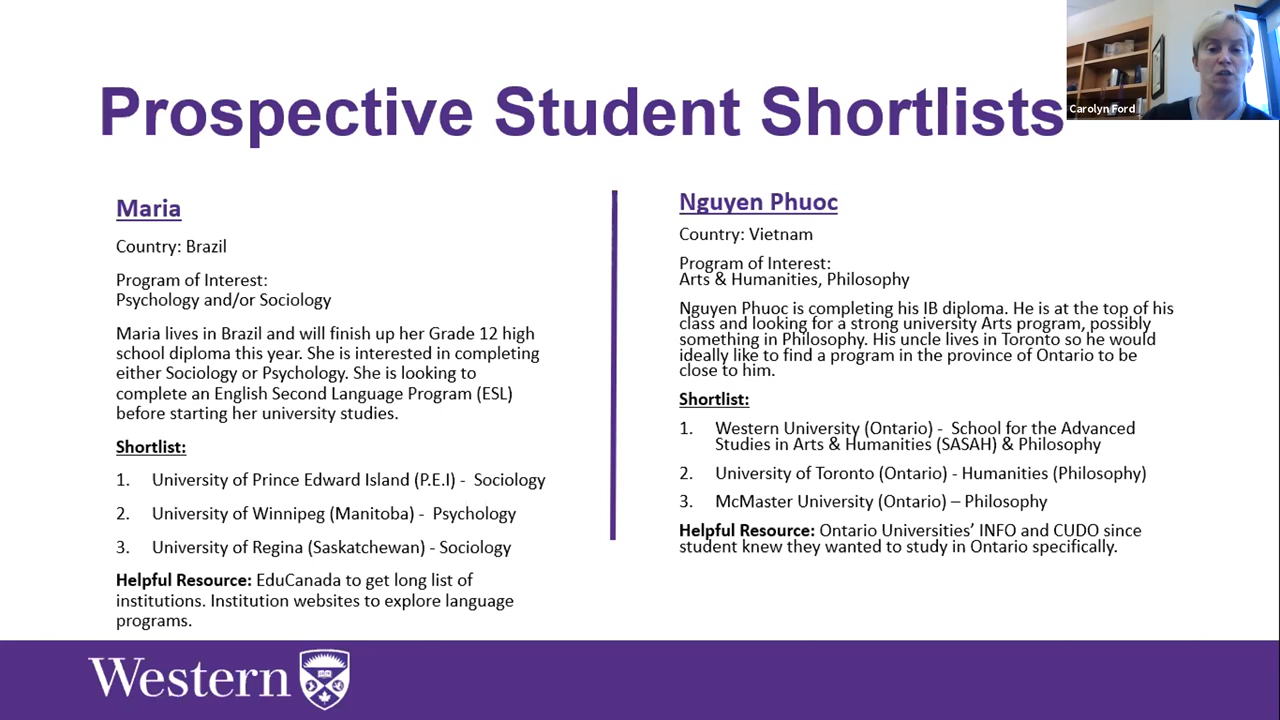 Prospective Student Shortlists
Carolyn Ford
Maria
Country: Brazil
Program of Interest:
Psychology and/or Sociology
Maria lives in Brazil and will finish up her Grade 12 high
school diploma this year. She is interested in completing
either Sociology or Psychology. She is looking to
complete an English Second Language Program (ESL)
before starting her university studies.
Shortlist:
1. University of Prince Edward Island (P.E.I) - Sociology
2. University of Winnipeg (Manitoba) - Psychology
3. University of Regina (Saskatchewan) - Sociology
Helpful Resource: EduCanada to get long list of
institutions. Institution websites to explore language
programs.
Nguyen Phuoc
Country: Vietnam
Program of Interest:
Arts & Humanities, Philosophy
Nguyen Phuoc is completing his IB diploma. He is at the top of his
class and looking for a strong university Arts program, possibly
something in Philosophy. His uncle lives in Toronto so he would
ideally like to find a program in the province of Ontario to be
close to him.
Shortlist:
1. Western University (Ontario) - School for the Advanced
Studies in Arts & Humanities (SASAH) & Philosophy
2. University of Toronto (Ontario) - Humanities (Philosophy)
3. McMaster University (Ontario) – Philosophy
Helpful Resource: Ontario Universities' INFO and CUDO since
student knew they wanted to study in Ontario specifically.
Western